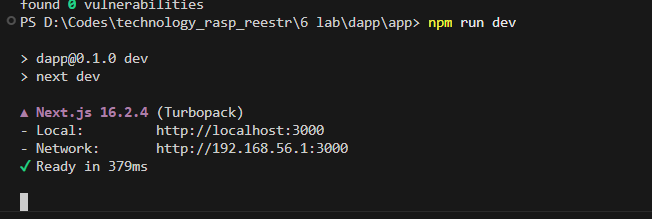 found 0 vulnerabilities
PS D:\Codes\technology_rasp_reestr\6 lab\dapp\app> npm run dev
> dapp@0.1.0 dev
> next dev
▲ Next.js 16.2.4 (Turbopack)
- Local: http://localhost:3000
- Network: http://192.168.56.1:3000
✓ Ready in 379ms